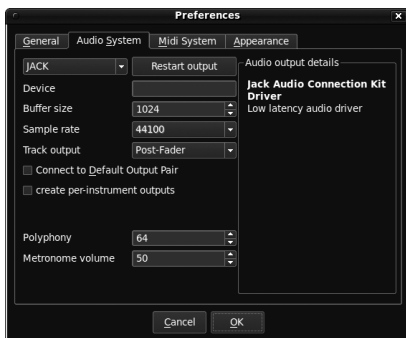 Preferences
General Audio System Midi System Appearance
JACK Restart output
Device
Buffer size 1024
Sample rate 44100
Track output Post-Fader
Connect to Default Output Pair
create per-instrument outputs
Polyphony 64
Metronome volume 50
Audio output details
Jack Audio Connection Kit
Driver
Low latency audio driver
Cancel OK